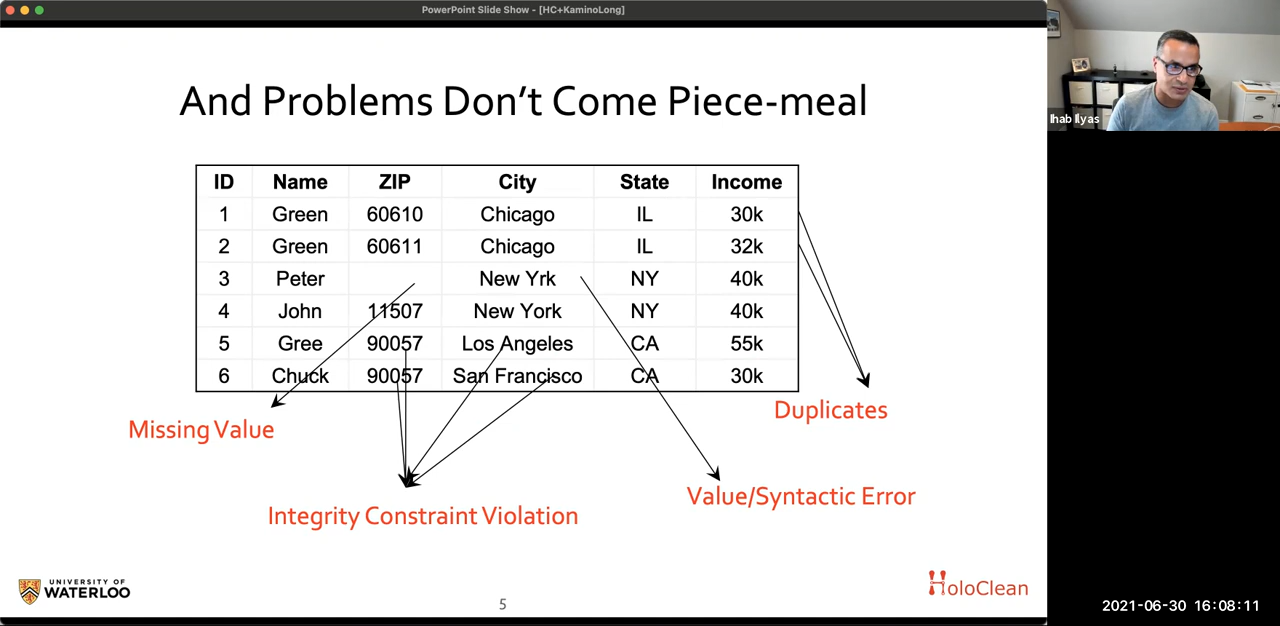 PowerPoint Slide Show - [HC+KaminoLong]
And Problems Don't Come Piece-meal
ID Name ZIP City State Income
1 Green 60610 Chicago IL 30k
2 Green 60611 Chicago IL 32k
3 Peter New Yrk NY 40k
4 John 11507 New York NY 40k
5 Gree 90057 Los Angeles CA 55k
6 Chuck 90057 San Francisco CA 30k
Missing Value
Duplicates
Integrity Constraint Violation
Value/Syntactic Error
UNIVERSITY OF
WATERLOO
5
HoloClean
Ihab Ilyas
2021-06-30 16:08:11